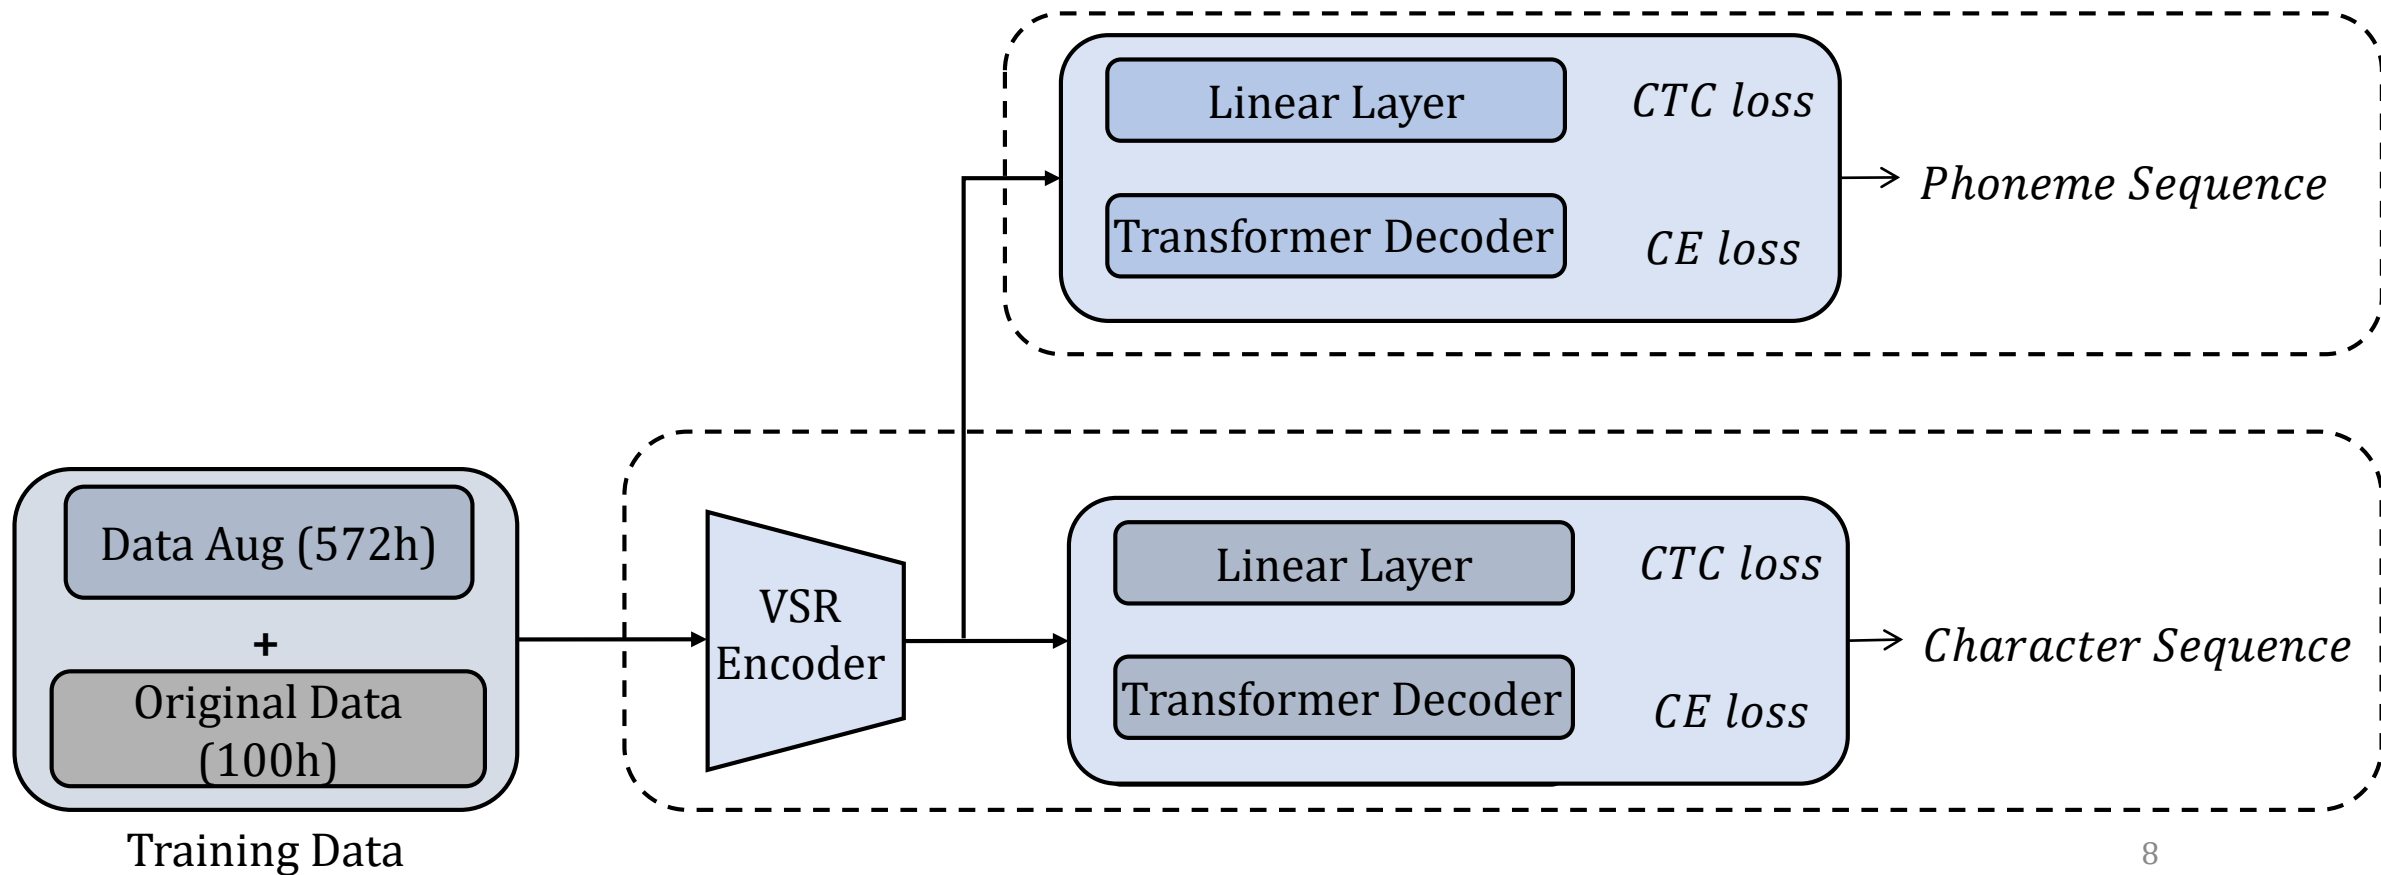 Linear Layer
CTC loss
Transformer Decoder
CE loss
Phoneme Sequence
Data Aug (572h)
+
Original Data
(100h)
Training Data
VSR
Encoder
Linear Layer
CTC loss
Transformer Decoder
CE loss
Character Sequence
8